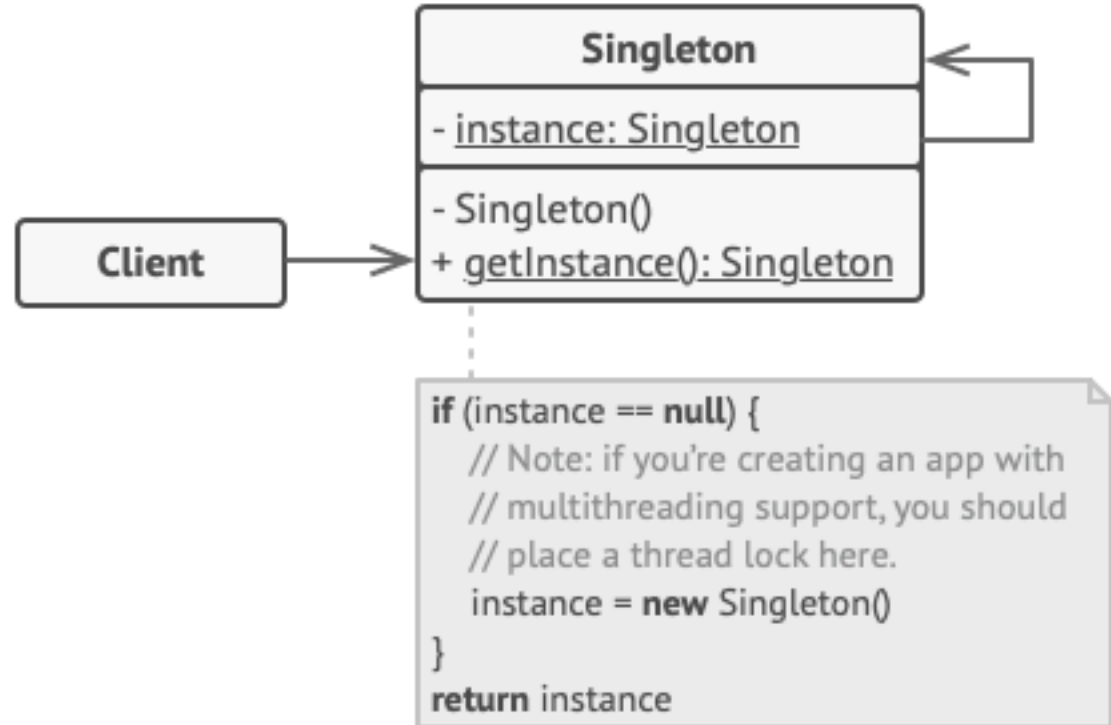 Singleton
- instance: Singleton
- Singleton()
+ getInstance(): Singleton
Client
if (instance == null) {
// Note: if you're creating an app with
// multithreading support, you should
// place a thread lock here.
instance = new Singleton()
}
return instance